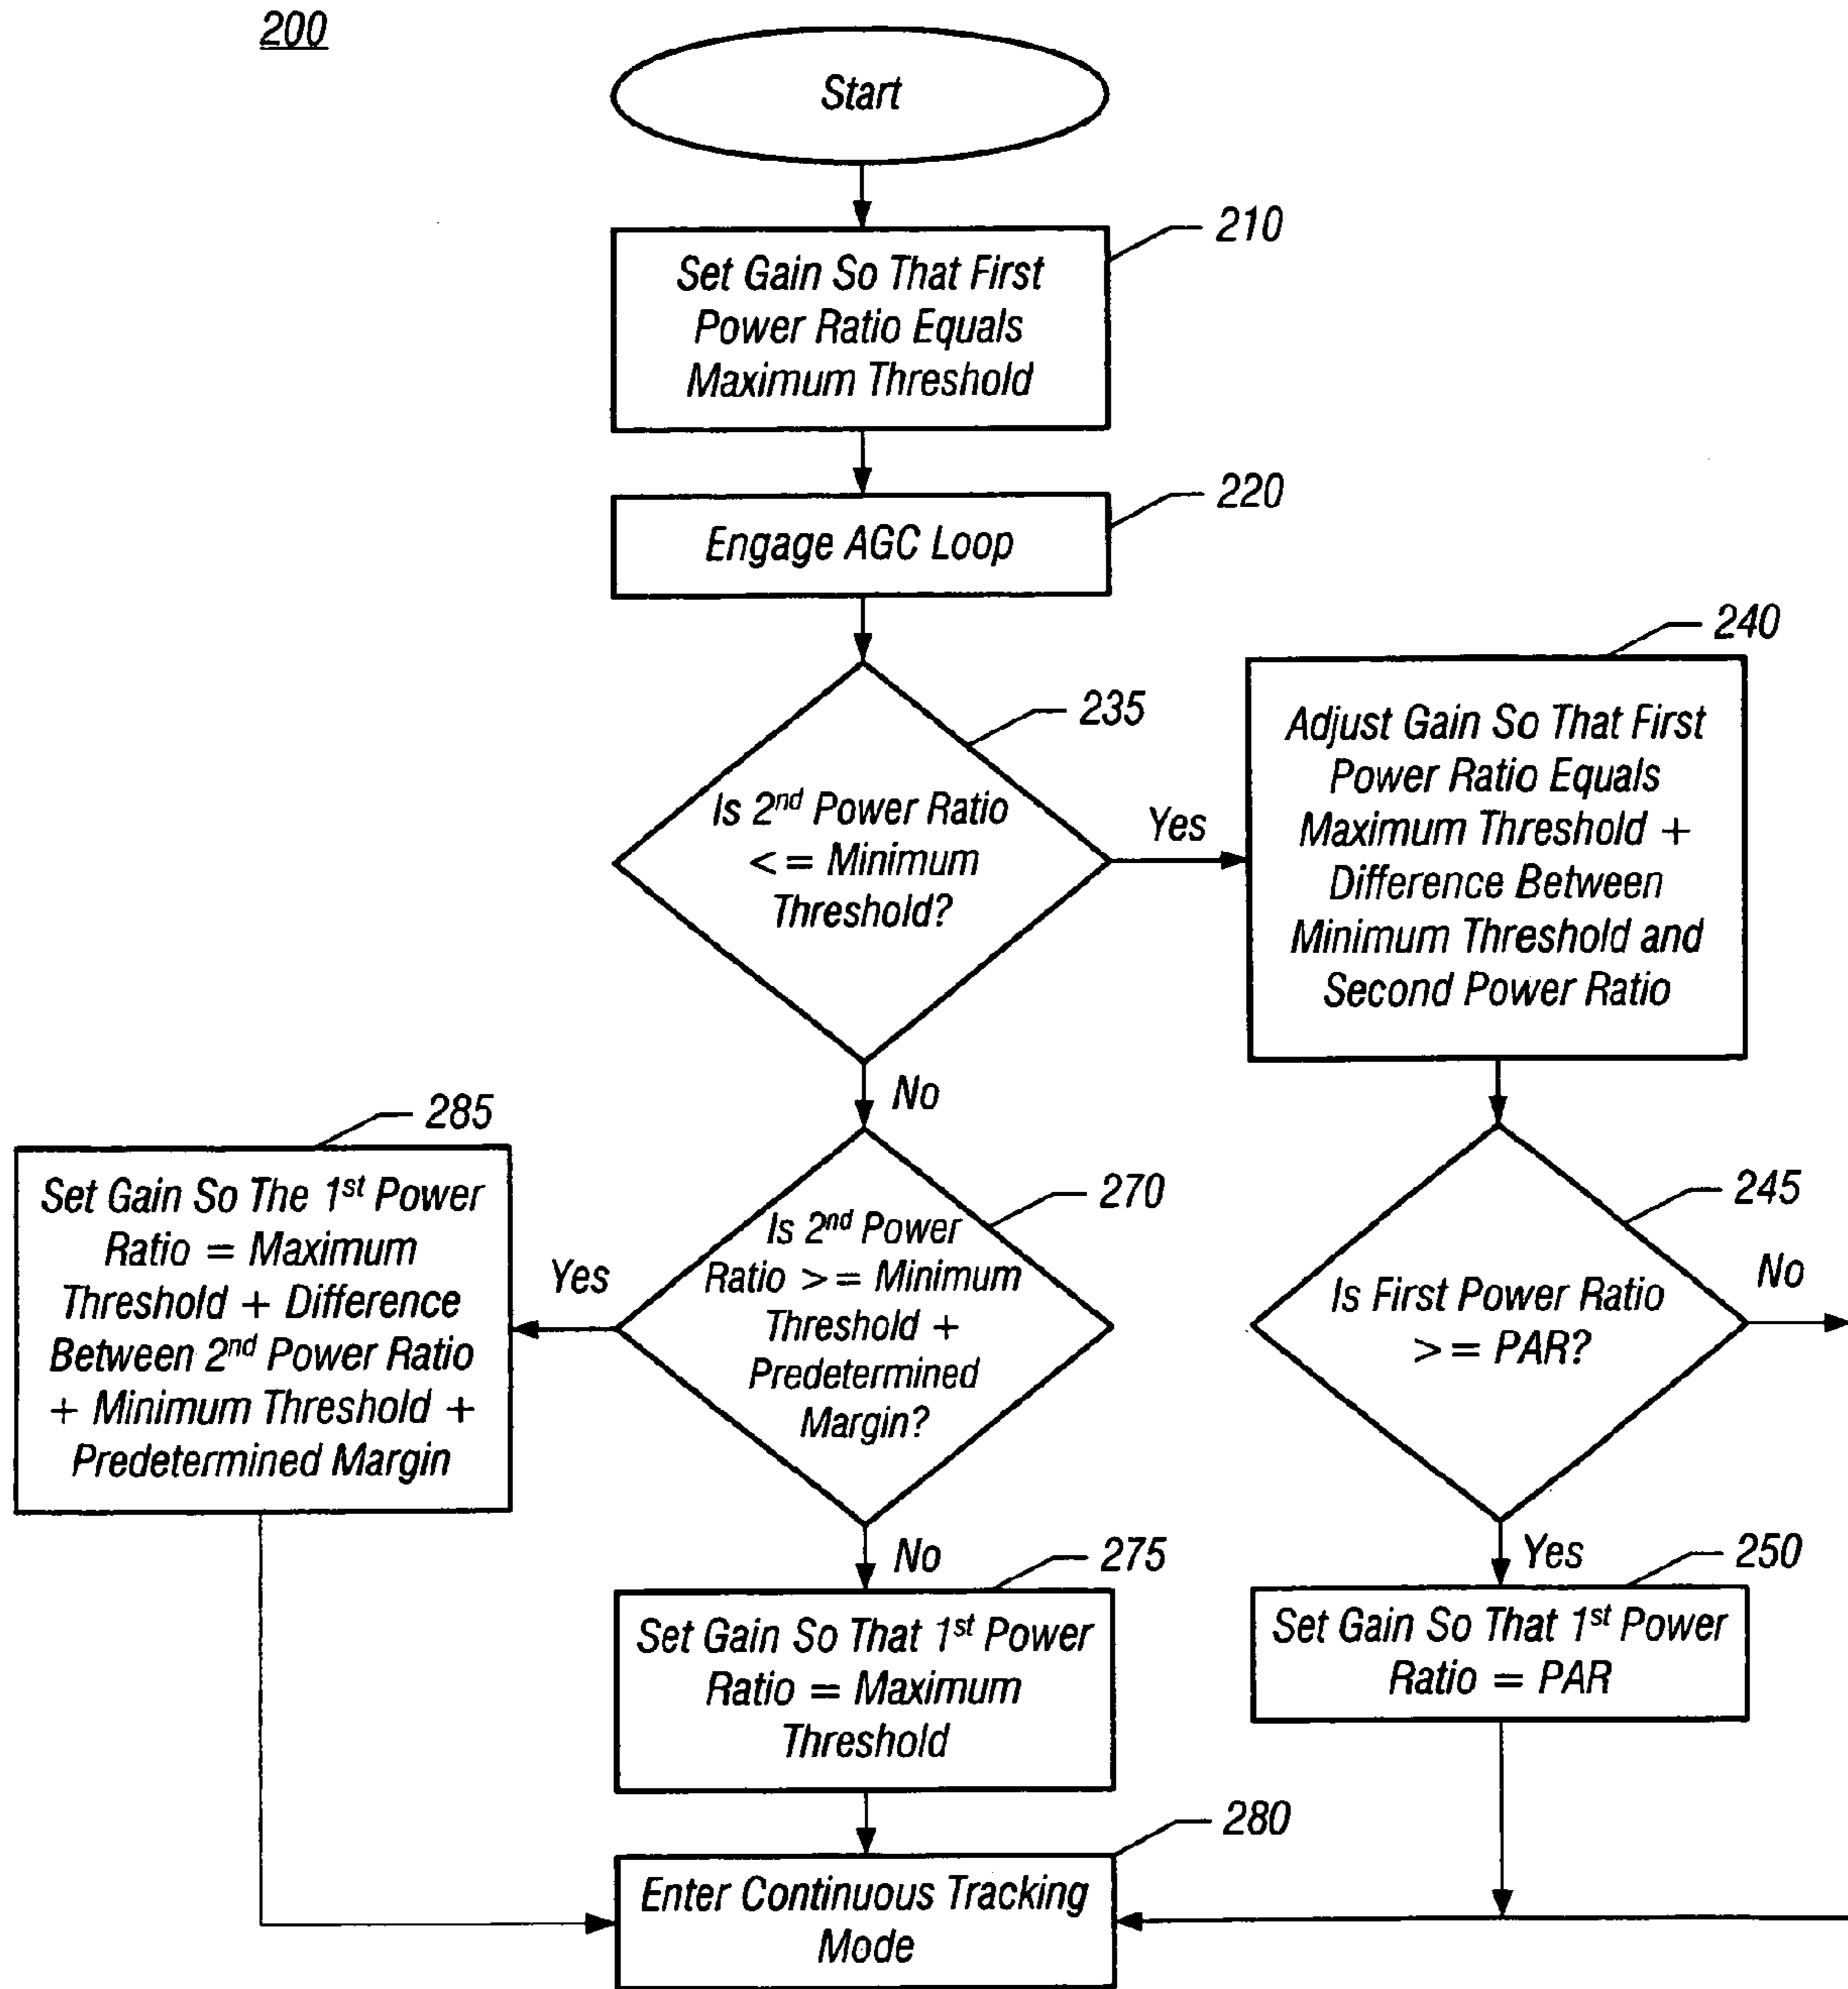 200
Start
210
Set Gain So That First
Power Ratio Equals
Maximum Threshold
220
Engage AGC Loop
235
Is 2nd Power Ratio
< = Minimum
Threshold?
Yes
240
Adjust Gain So That First
Power Ratio Equals
Maximum Threshold +
Difference Between
Minimum Threshold and
Second Power Ratio
No
285
Set Gain So The 1st Power
Ratio = Maximum
Threshold + Difference
Between 2nd Power Ratio
+ Minimum Threshold +
Predetermined Margin
Yes
270
Is 2nd Power
Ratio > = Minimum
Threshold +
Predetermined
Margin?
245
Is First Power Ratio
> = PAR?
No
No
275
Set Gain So That 1st Power
Ratio = Maximum
Threshold
Yes
250
Set Gain So That 1st Power
Ratio = PAR
280
Enter Continuous Tracking
Mode